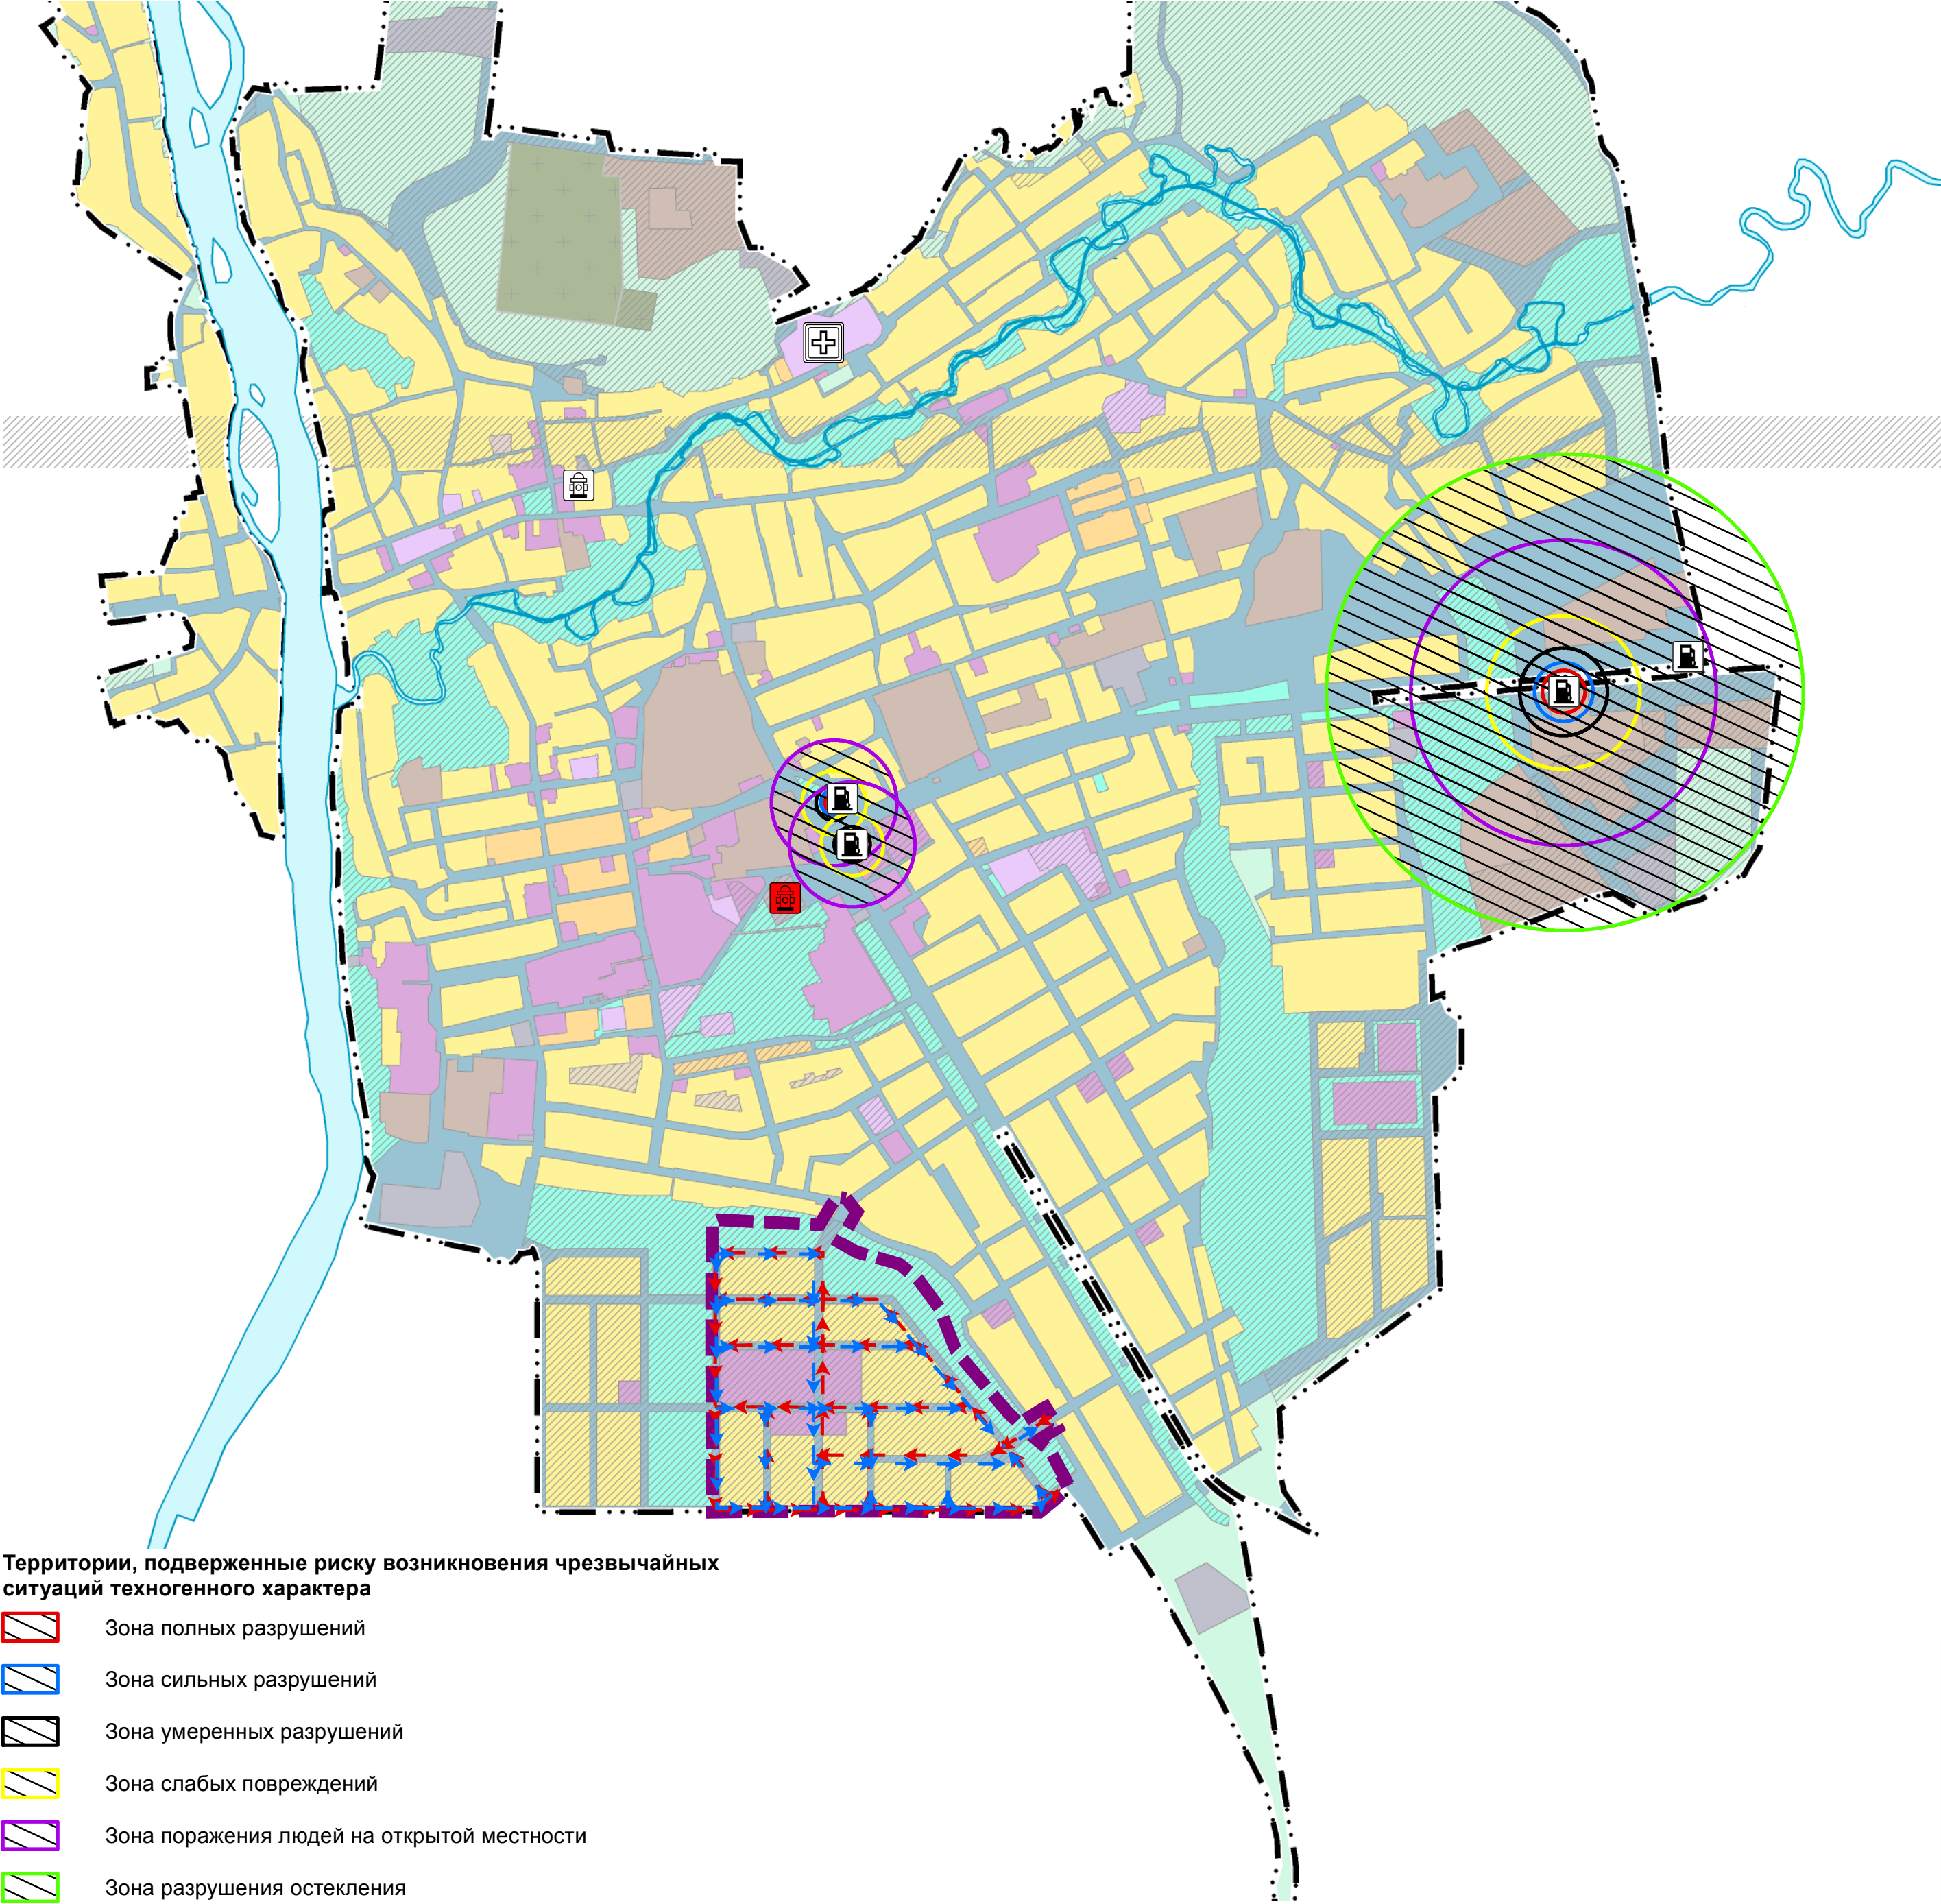 Территории, подверженные риску возникновения чрезвычайных
ситуаций техногенного характера
Зона полных разрушений
Зона сильных разрушений
Зона умеренных разрушений
Зона слабых повреждений
Зона поражения людей на открытой местности
Зона разрушения остекления